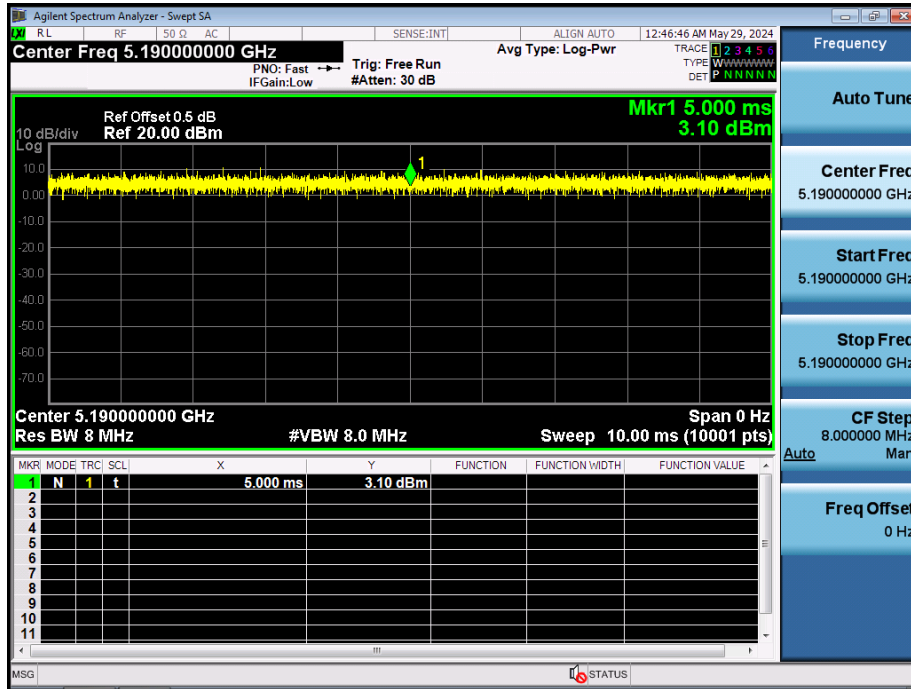 Agilent Spectrum Analyzer - Swept SA
LXI RL RF 50 Ω AC SENSE:INT ALIGN AUTO 12:46:46 AM May 29, 2024
Center Freq 5.190000000 GHz
PNO: Fast
IFGain:Low
Trig: Free Run
#Atten: 30 dB
Avg Type: Log-Pwr
TRACE 1 2 3 4 5 6
TYPE WWWWWW
DET P N N N N N
Ref Offset 0.5 dB
Ref 20.00 dBm
10 dB/div
Log
Mkr1 5.000 ms
3.10 dBm
1
10.0
0.00
-10.0
-20.0
-30.0
-40.0
-50.0
-60.0
-70.0
Center 5.190000000 GHz Span 0 Hz
Res BW 8 MHz #VBW 8.0 MHz Sweep 10.00 ms (10001 pts)
MKR MODE TRC SCL X Y FUNCTION FUNCTION WIDTH FUNCTION VALUE
1 N 1 t 5.000 ms 3.10 dBm
2
3
4
5
6
7
8
9
10
11
MSG STATUS
Frequency
Auto Tune
Center Freq
5.190000000 GHz
Start Freq
5.190000000 GHz
Stop Freq
5.190000000 GHz
CF Step
8.000000 MHz
Auto Man
Freq Offset
0 Hz